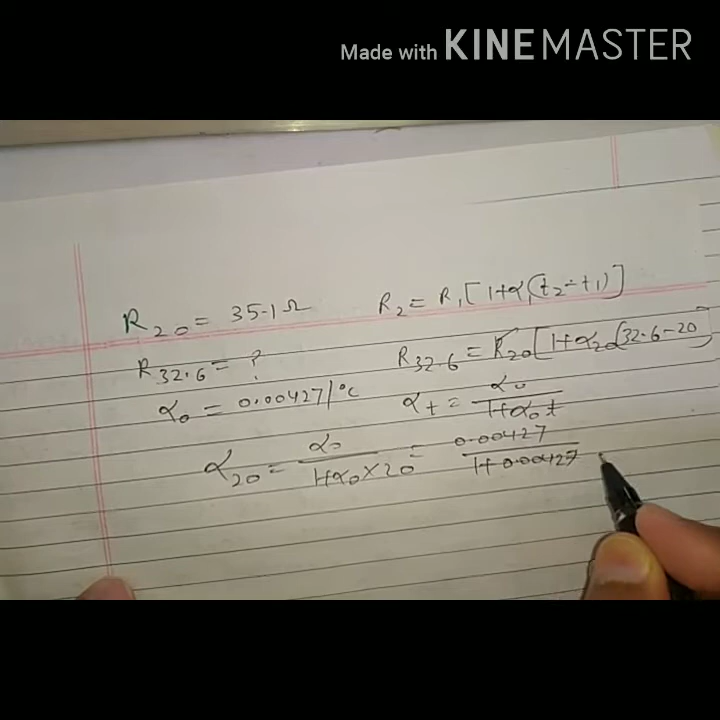 Made with KINEMASTER
R₂₀ = 35.1 Ω
R₂ = R₁ [1+α₁(t₂-t₁)]
R₃₂.₆ = ?
R₃₂.₆ = R₂₀[1+α₂₀(32.6-20
α₀ = 0.00427/°C
αt = α₀/1+α₀t
α₂₀ = α₀/1+α₀×20 = 0.00427/1+0.00427